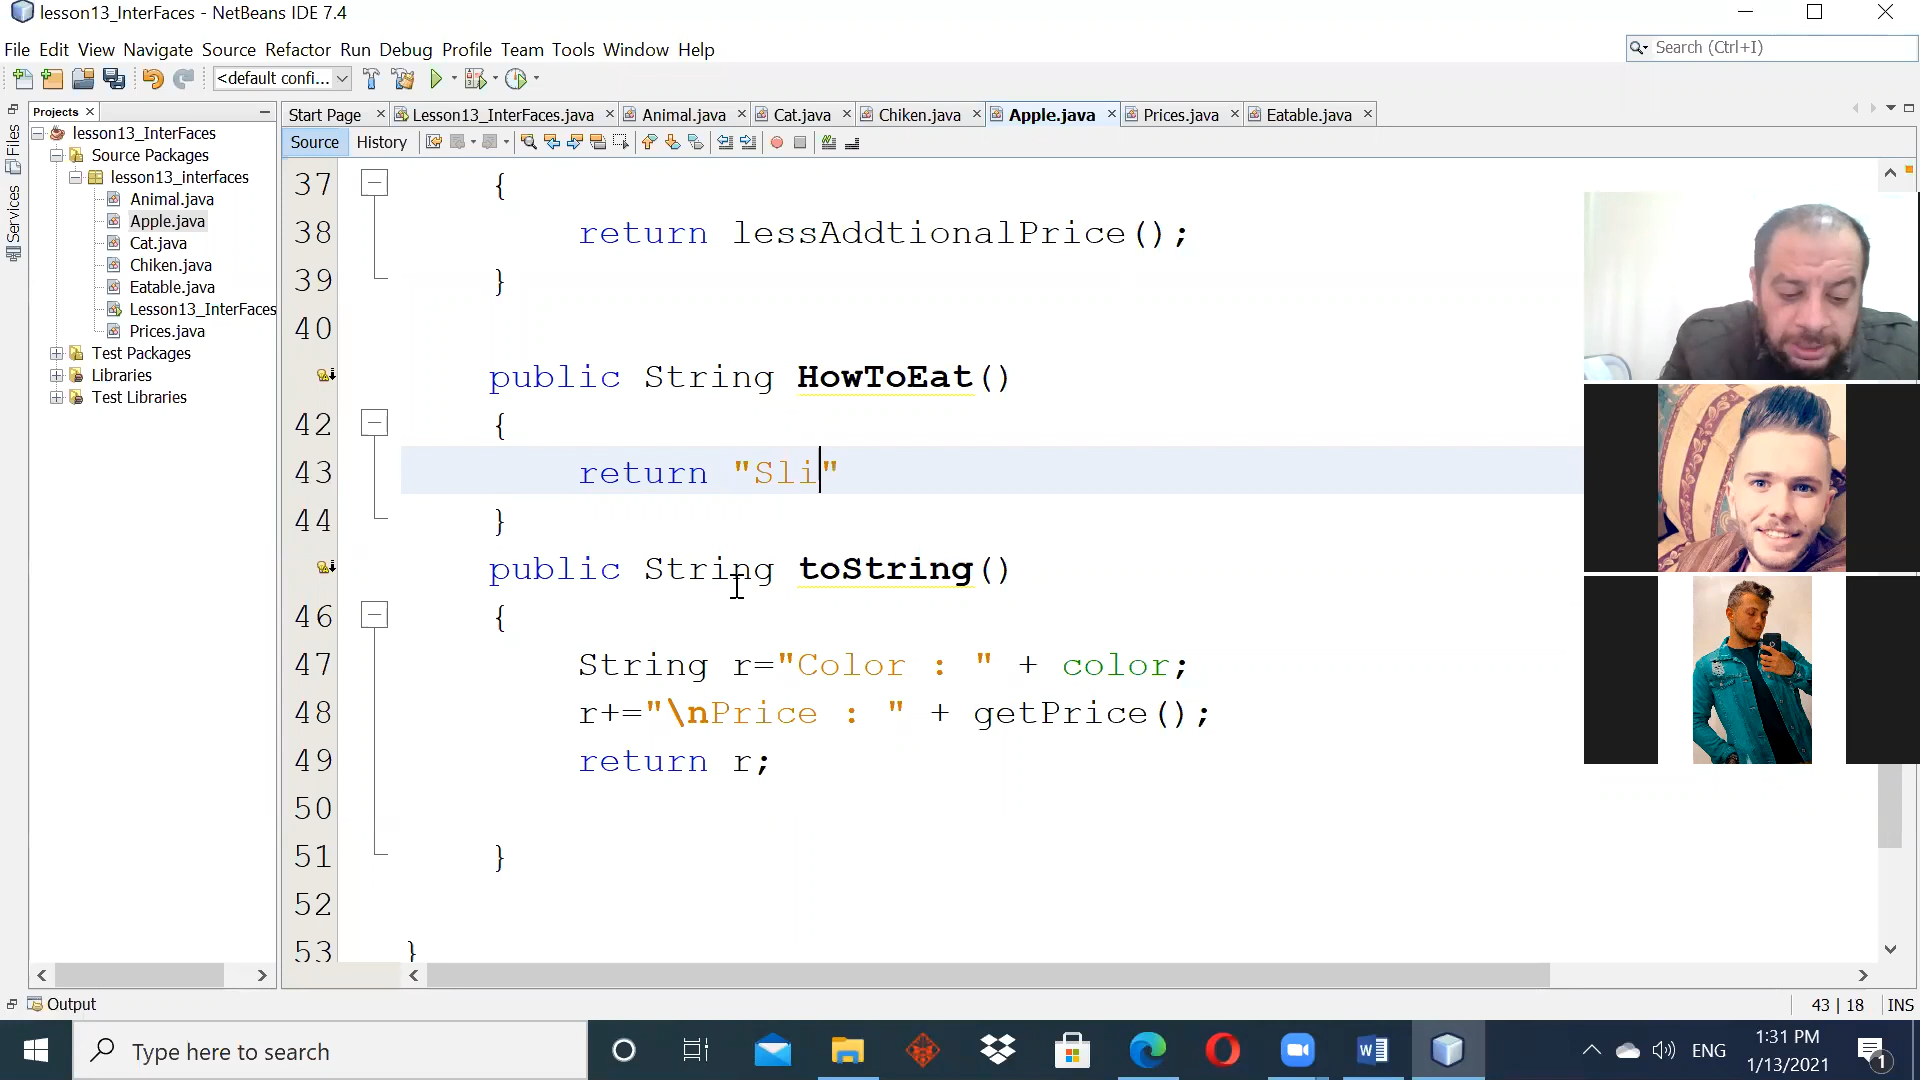 lesson13_InterFaces - NetBeans IDE 7.4
File Edit View Navigate Source Refactor Run Debug Profile Team Tools Window Help
Search (Ctrl+I)
<default confi...
Projects
Start Page
Lesson13_InterFaces.java
Animal.java
Cat.java
Chiken.java
Apple.java
Prices.java
Eatable.java
Source History
Files
Services
lesson13_InterFaces
Source Packages
lesson13_interfaces
Animal.java
Apple.java
Cat.java
Chiken.java
Eatable.java
Lesson13_InterFaces
Prices.java
Test Packages
Libraries
Test Libraries
37 {
38 return lessAddtionalPrice();
39 }
40
public String HowToEat()
42 {
43 return "Sli"
44 }
public String toString()
46 {
47 String r="Color : " + color;
48 r+="\nPrice : " + getPrice();
49 return r;
50
51 }
52
53 }
Output
43 | 18 INS
Type here to search
ENG
1:31 PM
1/13/2021
1